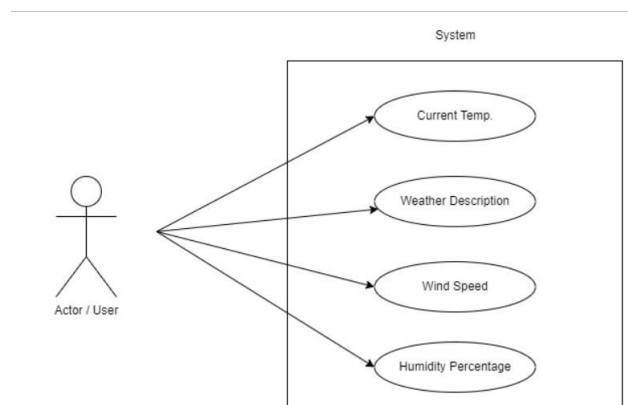 System
Current Temp.
Weather Description
Wind Speed
Actor / User
Humidity Percentage